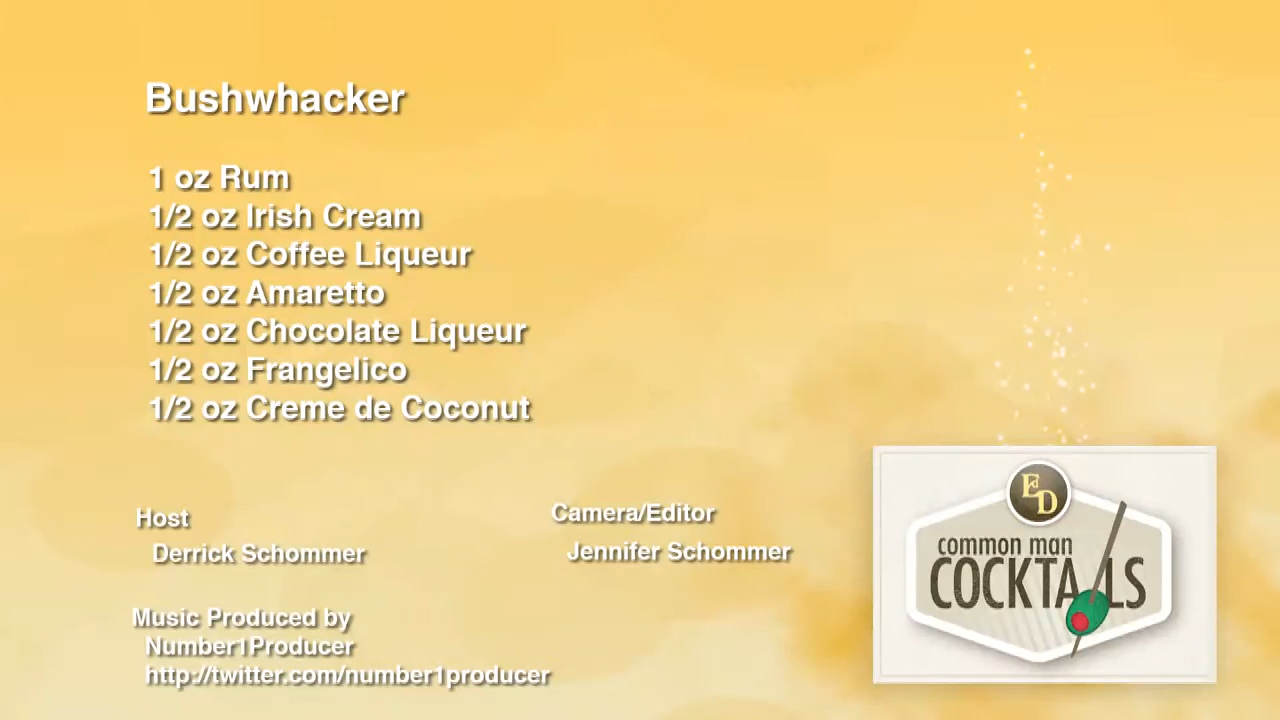 Bushwhacker
1 oz Rum
1/2 oz Irish Cream
1/2 oz Coffee Liqueur
1/2 oz Amaretto
1/2 oz Chocolate Liqueur
1/2 oz Frangelico
1/2 oz Creme de Coconut
Host
Derrick Schommer
Camera/Editor
Jennifer Schommer
Music Produced by
Number1Producer
http://twitter.com/number1producer
Ed
common man
COCKTAILS